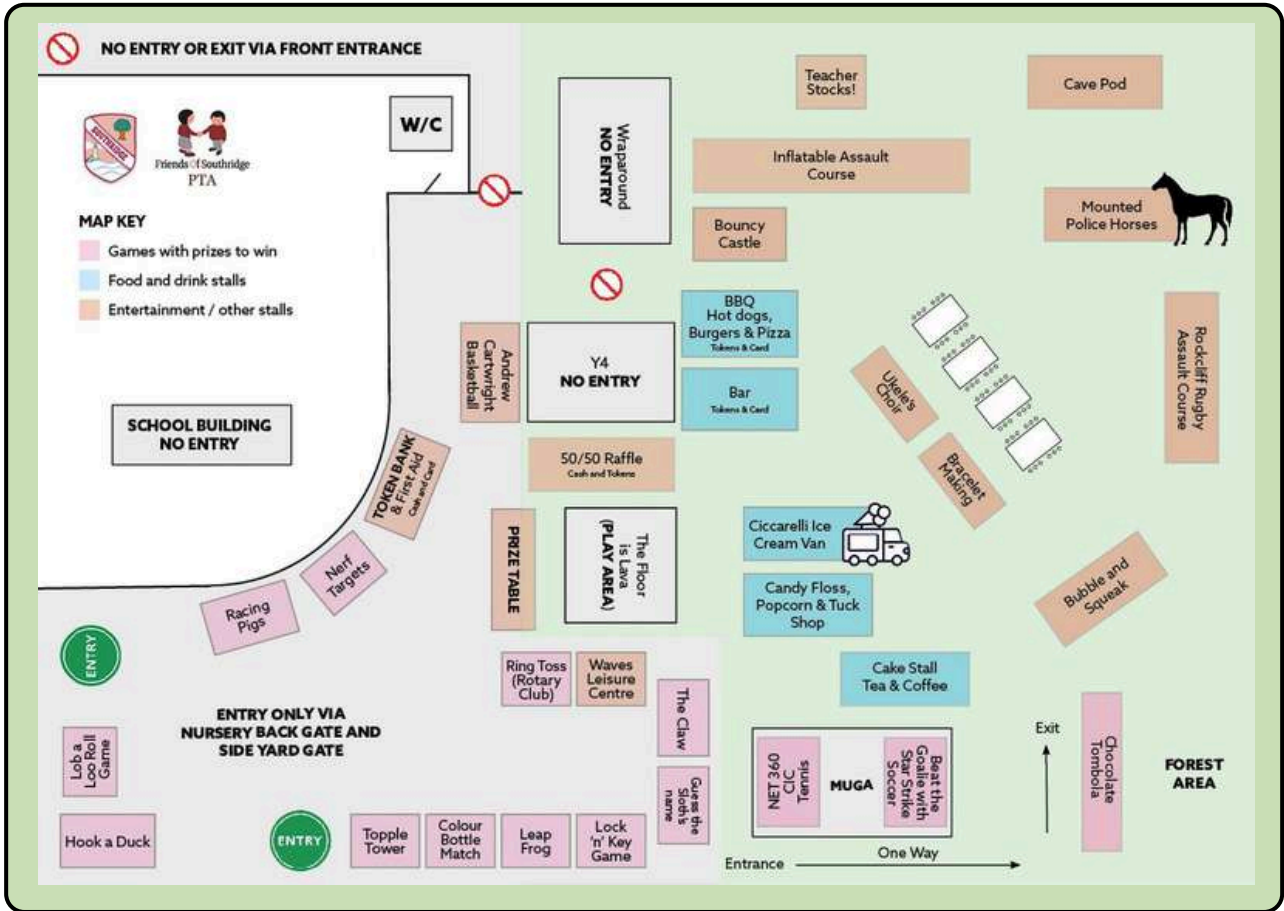 NO ENTRY OR EXIT VIA FRONT ENTRANCE
W/C
SOUTHRIDGE
Friends Of Southridge
PTA
MAP KEY
Games with prizes to win
Food and drink stalls
Entertainment / other stalls
SCHOOL BUILDING
NO ENTRY
Wraparound
NO ENTRY
Teacher
Stocks!
Cave Pod
Inflatable Assault
Course
Bouncy
Castle
Mounted
Police Horses
BBQ
Hot dogs,
Burgers & Pizza
Tokens & Card
Bar
Tokens & Card
Andrew
Cartwright
Basketball
Y4
NO ENTRY
Ukele's
Choir
Bracelet
Making
Rockcliff Rugby
Assault Course
TOKEN BANK
& First Aid
Cash and Card
50/50 Raffle
Cash and Tokens
PRIZE TABLE
The Floor
is Lava
(PLAY AREA)
Ciccarelli Ice
Cream Van
Candy Floss,
Popcorn & Tuck
Shop
Bubble and
Squeak
Nerf
Targets
Racing
Pigs
ENTRY
Ring Toss
(Rotary
Club)
Waves
Leisure
Centre
The Claw
Cake Stall
Tea & Coffee
ENTRY ONLY VIA
NURSERY BACK GATE AND
SIDE YARD GATE
Lob a
Loo Roll
Game
Hook a Duck
ENTRY
Topple
Tower
Colour
Bottle
Match
Leap
Frog
Lock
'n' Key
Game
Guess the
Sloth's
name
NET 360
CIC
Tennis
MUGA
Beat the
Goalie with
Star Strike
Soccer
Exit
Chocolate
Tombola
FOREST
AREA
Entrance
One Way